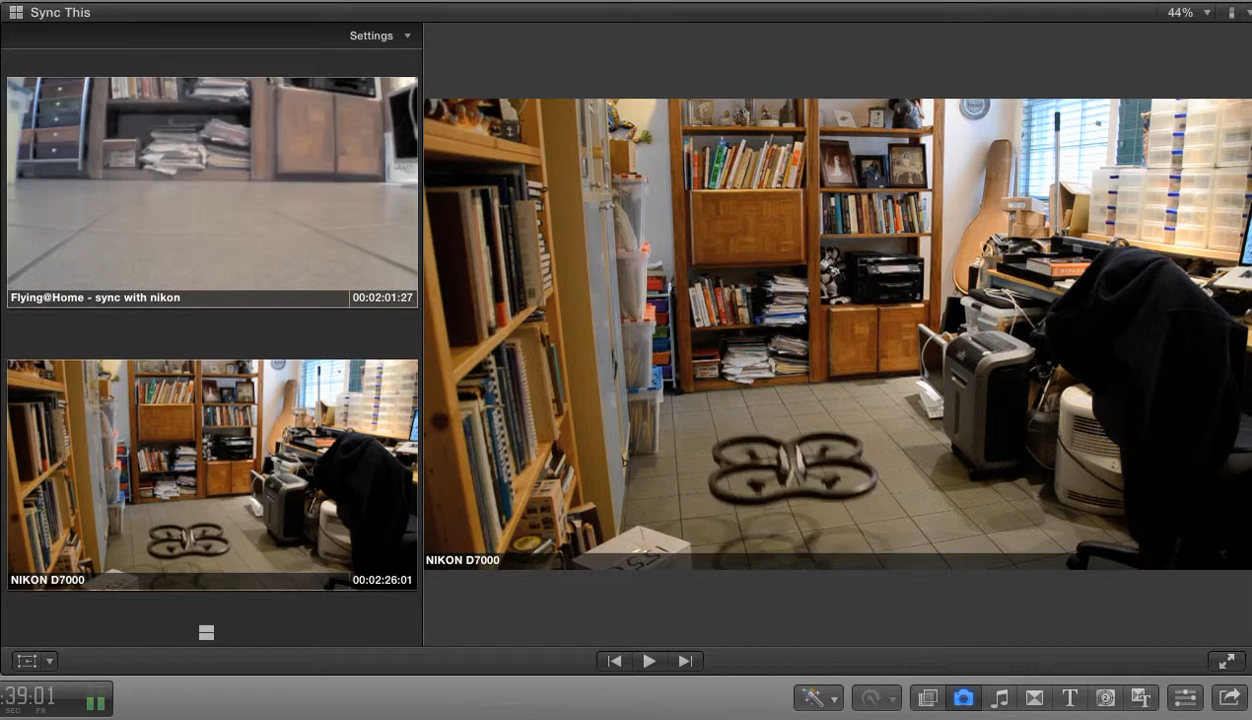 Sync This
44%
Settings
Flying@Home - sync with nikon
00:02:01:27
NIKON D7000
00:02:26:01
NIKON D7000
:39:01
SEC FR
T
2
T